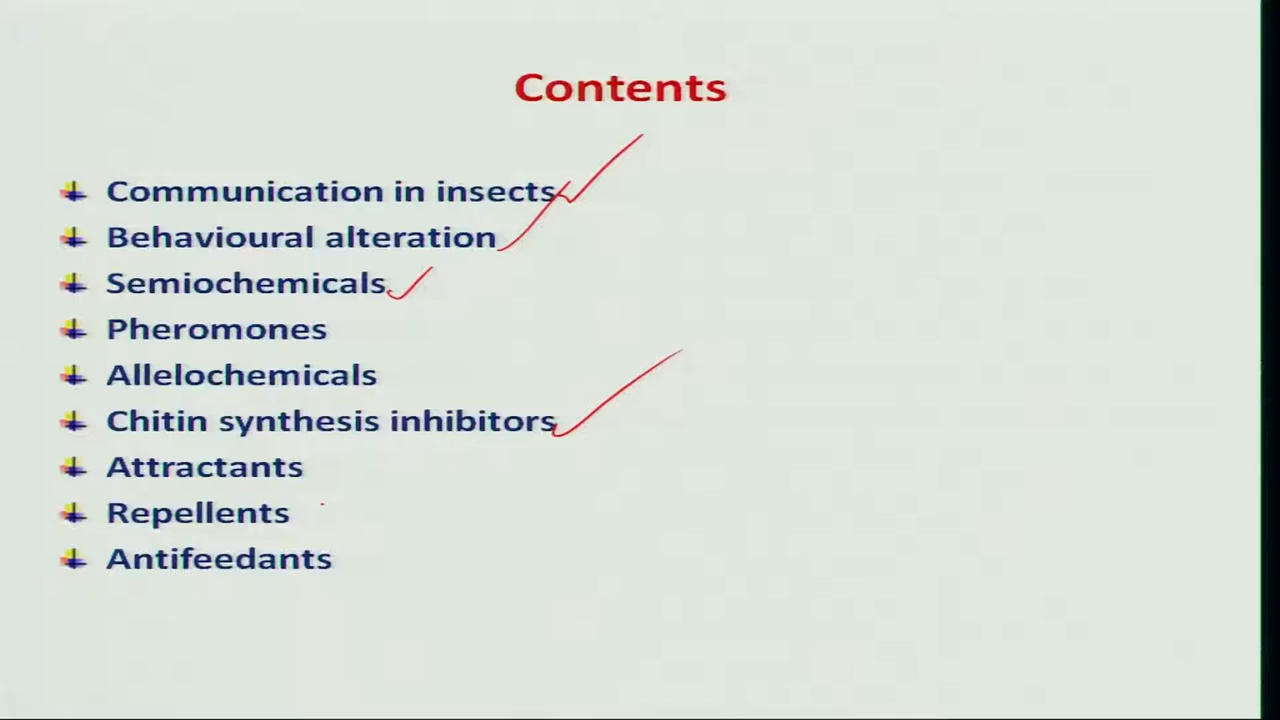 Contents
Communication in insects
Behavioural alteration
Semiochemicals
Pheromones
Allelochemicals
Chitin synthesis inhibitors
Attractants
Repellents
Antifeedants